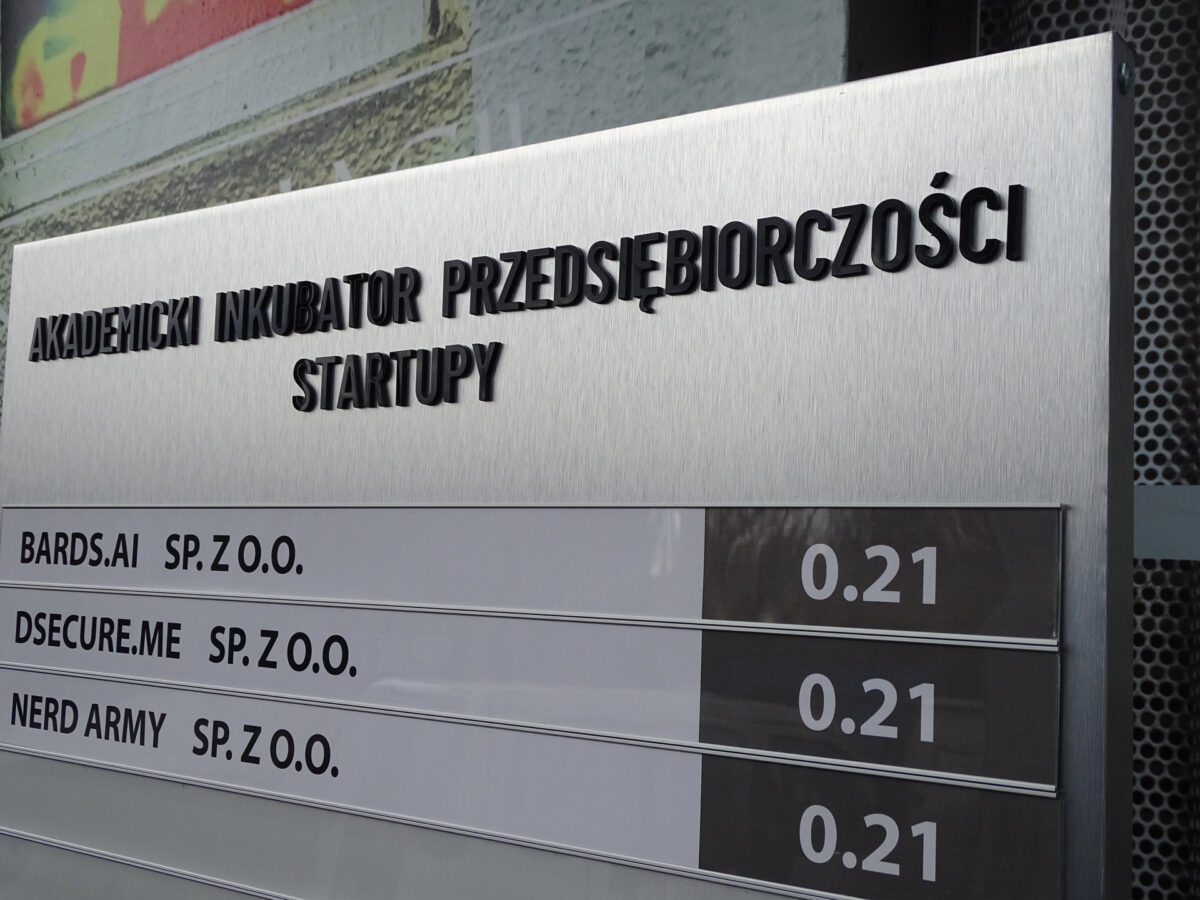 AKADEMICKI INKUBATOR PRZEDSIĘBIORCZOŚCI
STARTUPY
BARDS.AI SP. Z O.O. 0.21
DSECURE.ME SP. Z O.O. 0.21
NERD ARMY SP. Z O.O. 0.21